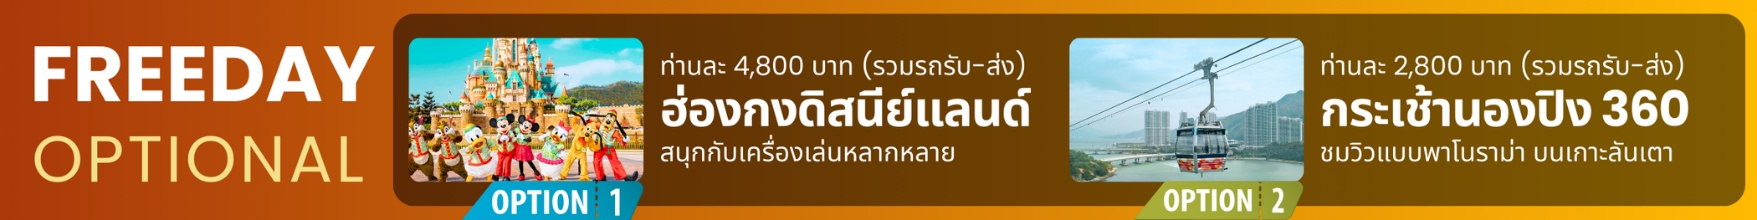 FREEDAY
OPTIONAL
ท่านละ 4,800 บาท (รวมรถรับ-ส่ง)
ฮ่องกงดิสนีย์แลนด์
สนุกกับเครื่องเล่นหลากหลาย
OPTION 1
ท่านละ 2,800 บาท (รวมรถรับ-ส่ง)
กระเช้านองปิง 360
ชมวิวแบบพาโนราม่า บนเกาะลันเตา
OPTION 2